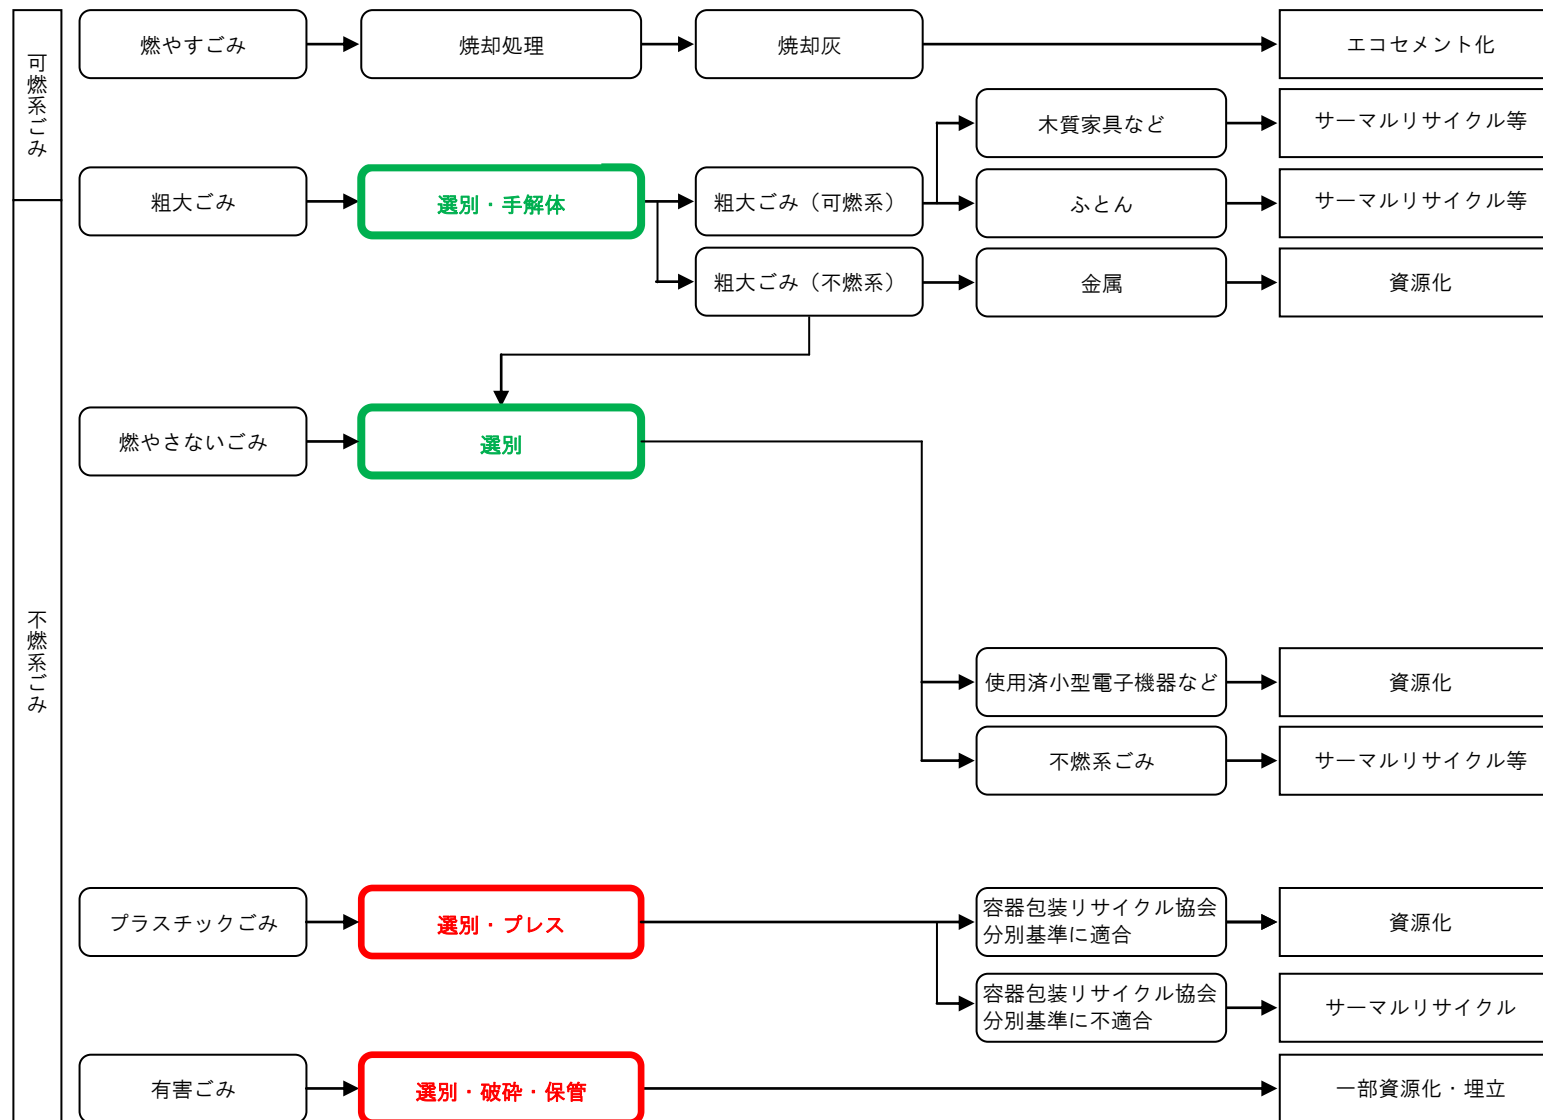 可燃系ごみ
燃やすごみ
焼却処理
焼却灰
エコセメント化
木質家具など
サーマルリサイクル等
粗大ごみ
選別・手解体
粗大ごみ（可燃系）
ふとん
サーマルリサイクル等
粗大ごみ（不燃系）
金属
資源化
不燃系ごみ
燃やさないごみ
選別
使用済小型電子機器など
資源化
不燃系ごみ
サーマルリサイクル等
プラスチックごみ
選別・プレス
容器包装リサイクル協会
分別基準に適合
資源化
容器包装リサイクル協会
分別基準に不適合
サーマルリサイクル
有害ごみ
選別・破砕・保管
一部資源化・埋立